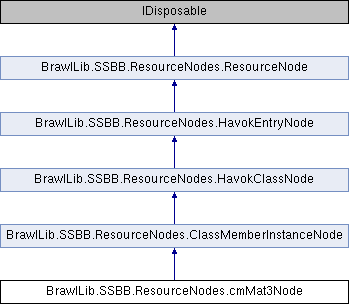 IDisposable
BrawlLib.SSBB.ResourceNodes.ResourceNode
BrawlLib.SSBB.ResourceNodes.HavokEntryNode
BrawlLib.SSBB.ResourceNodes.HavokClassNode
BrawlLib.SSBB.ResourceNodes.ClassMemberInstanceNode
BrawlLib.SSBB.ResourceNodes.cmMat3Node